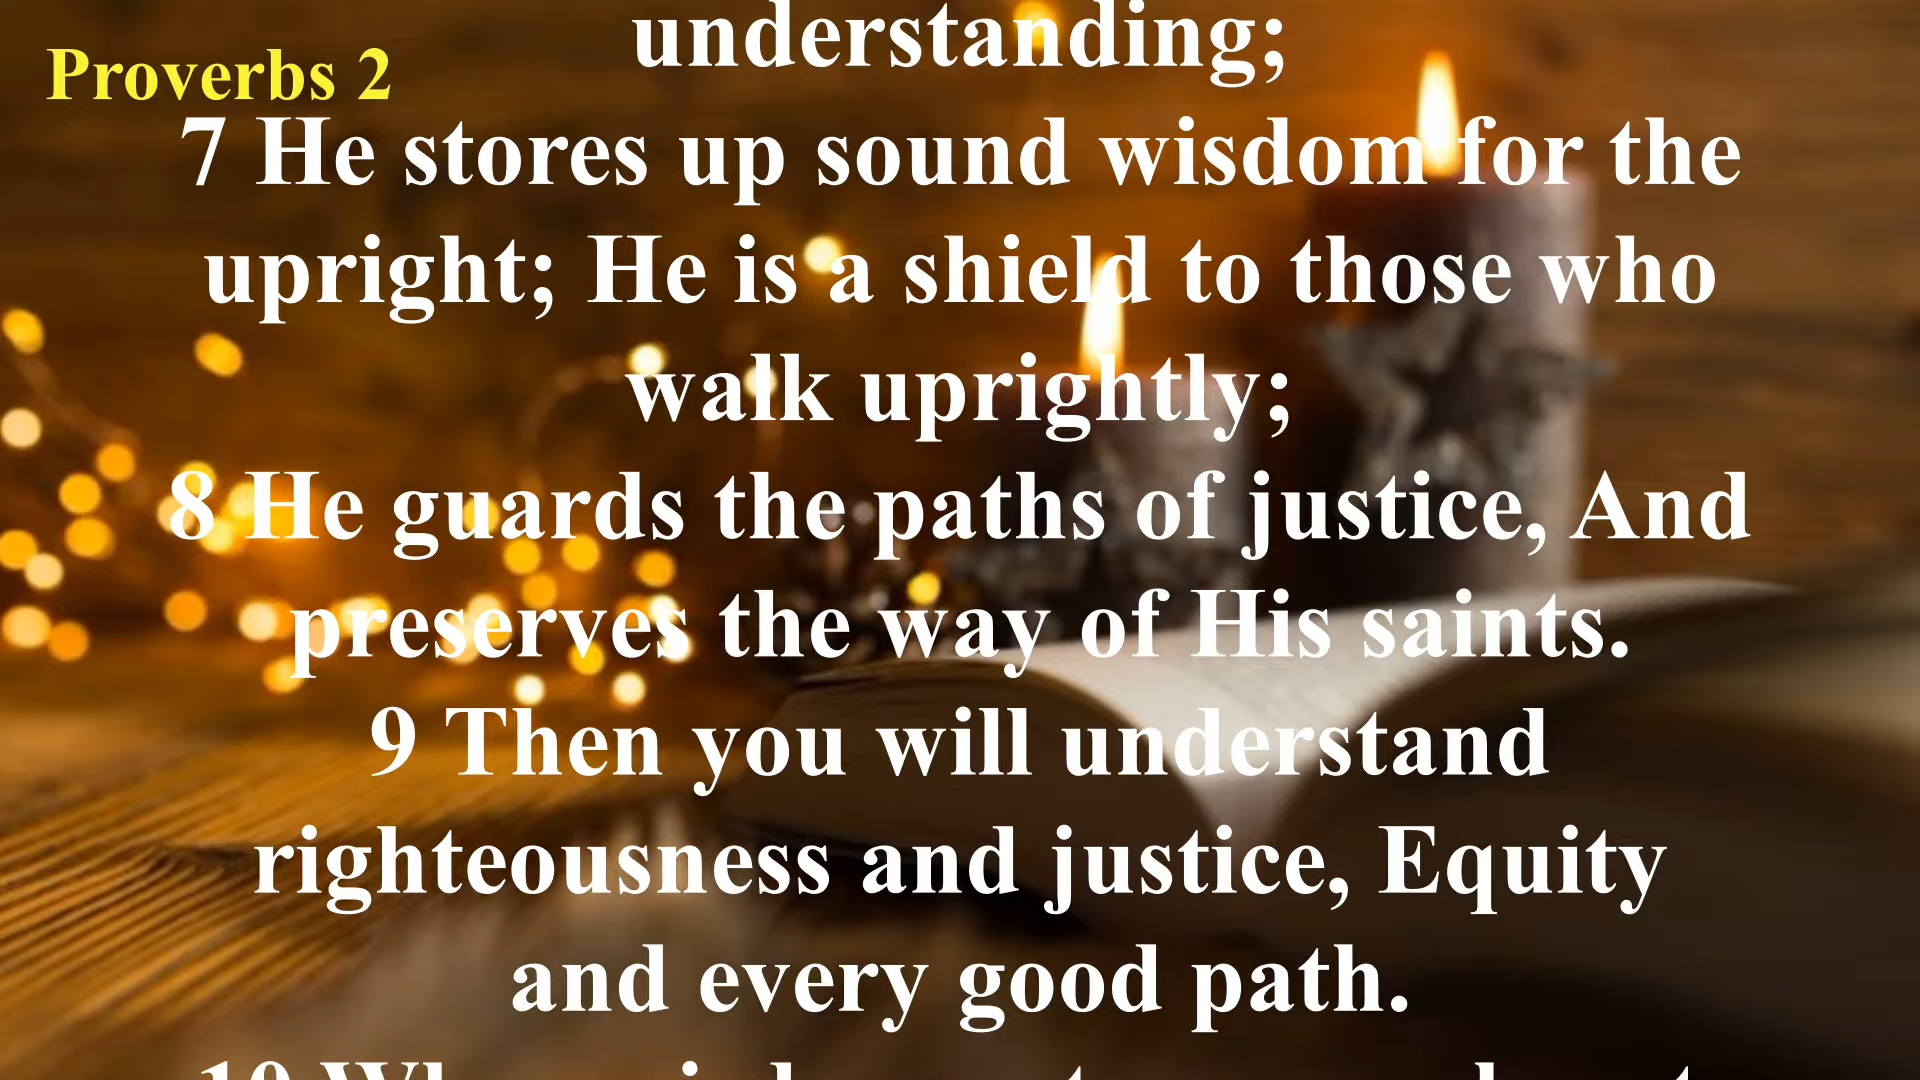 understanding;
Proverbs 2
7 He stores up sound wisdom for the
upright; He is a shield to those who
walk uprightly;
8 He guards the paths of justice, And
preserves the way of His saints.
9 Then you will understand
righteousness and justice, Equity
and every good path.